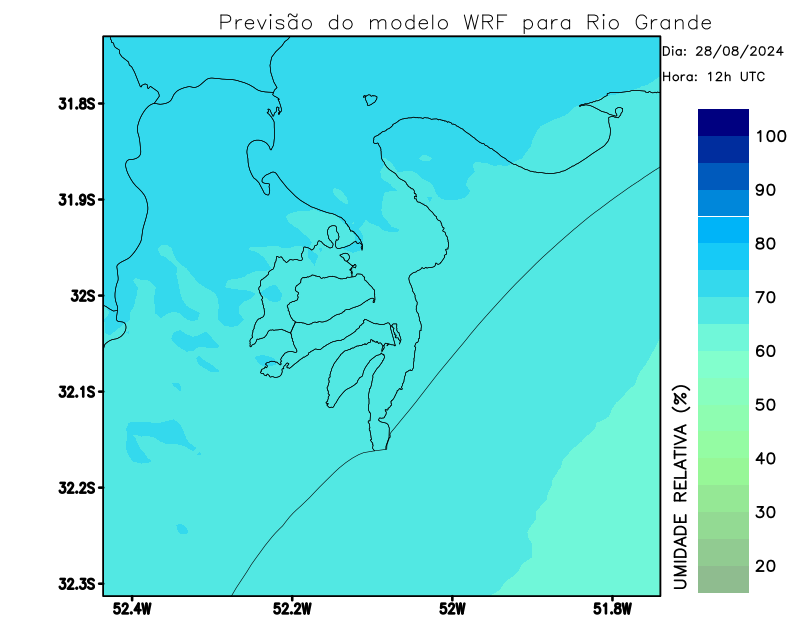 Previsão do modelo WRF para Rio Grande
Dia: 28/08/2024
Hora: 12h UTC
31.8S
31.9S
32S
32.1S
32.2S
32.3S
52.4W
52.2W
52W
51.8W
100
90
80
70
60
50
40
30
20
UMIDADE RELATIVA (%)